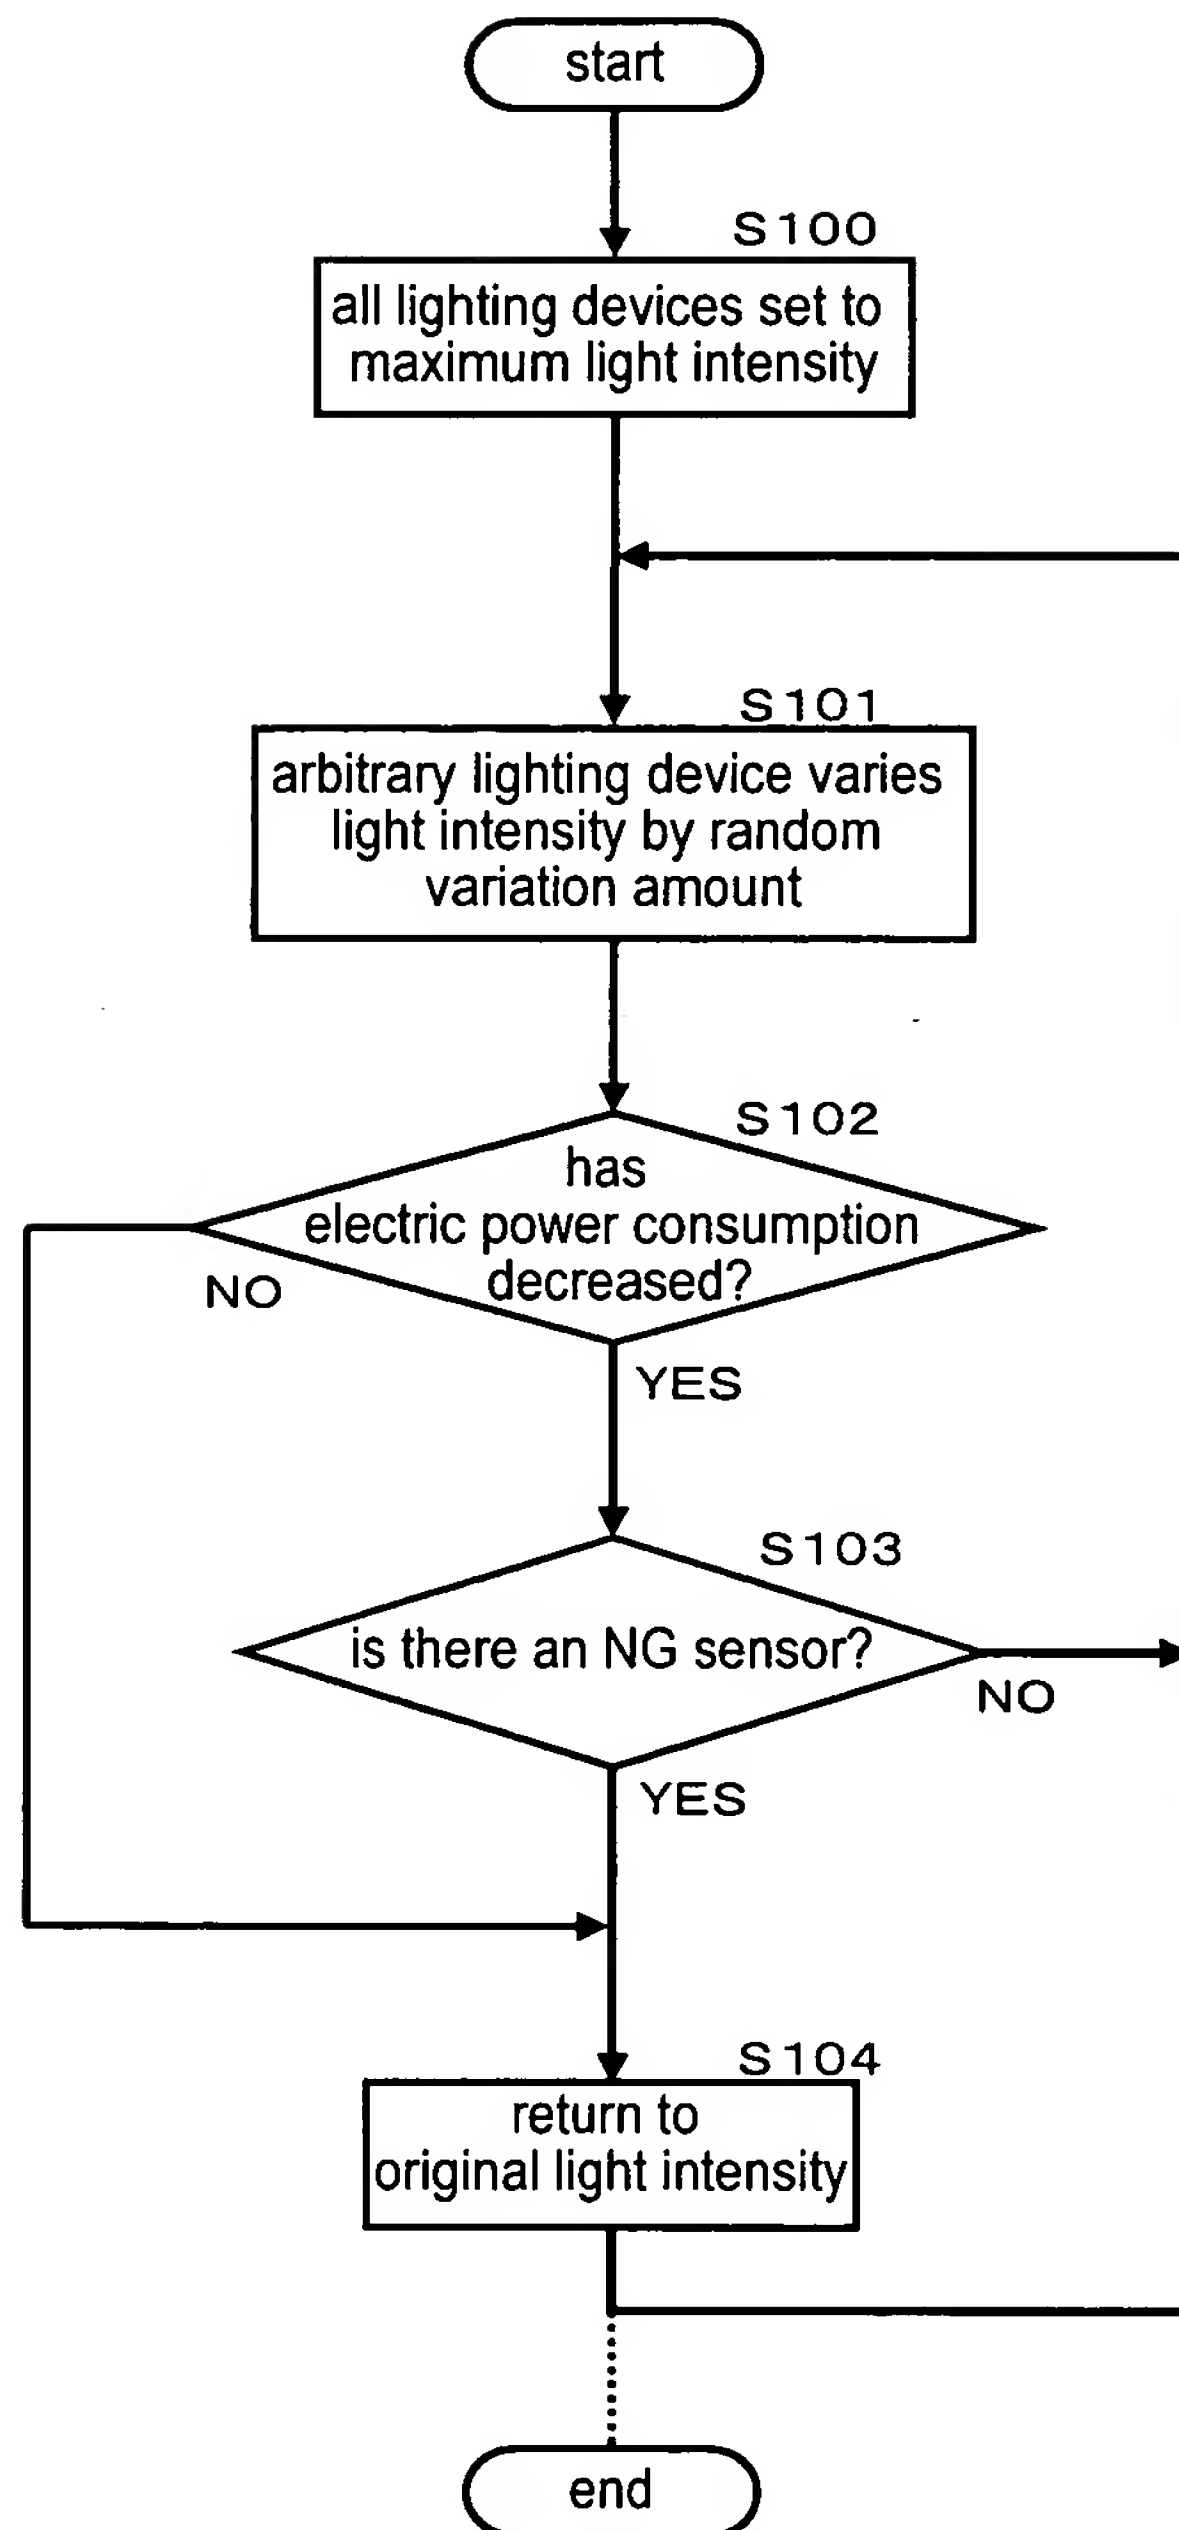 start
S100
all lighting devices set to
maximum light intensity
S101
arbitrary lighting device varies
light intensity by random
variation amount
S102
has
electric power consumption
decreased?
NO
YES
S103
is there an NG sensor?
NO
YES
S104
return to
original light intensity
end